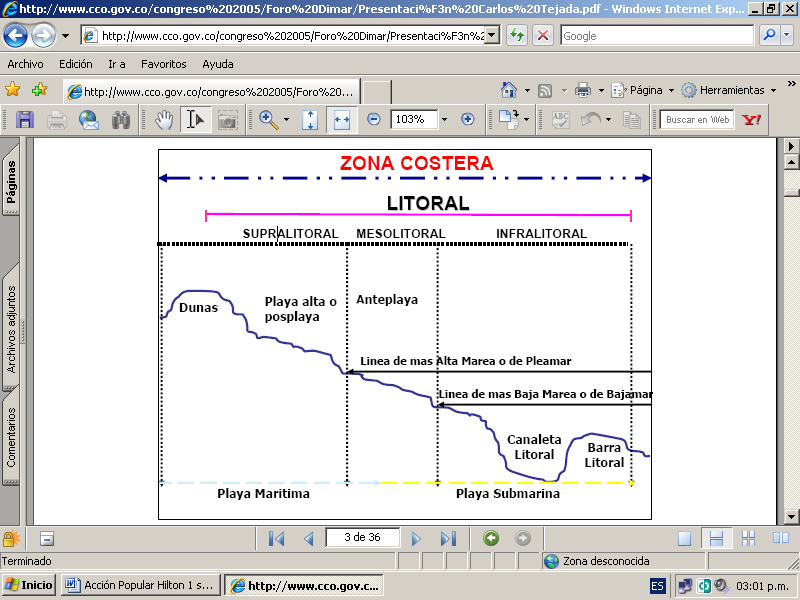 http://www.cco.gov.co/congreso%202005/Foro%20Dimar/Presentaci%F3n%20Carlos%20Tejada.pdf - Windows Internet Exp...
http://www.cco.gov.co/congreso%202005/Foro%20Dimar/Presentaci%F3n%2
Google
Archivo Edición Ir a Favoritos Ayuda
http://www.cco.gov.co/congreso%202005/Foro%20...
Página Herramientas »
103%
Buscar en Web Y!
Páginas
Archivos adjuntos
Comentarios
ZONA COSTERA
LITORAL
SUPRALITORAL MESOLITORAL INFRALITORAL
Dunas
Playa alta o
posplaya
Anteplaya
Linea de mas Alta Marea o de Pleamar
Linea de mas Baja Marea o de Bajamar
Canaleta
Litoral
Barra
Litoral
Playa Maritima
Playa Submarina
3 de 36
Terminado
Zona desconocida
Inicio
Acción Popular Hilton 1 s...
http://www.cco.gov.c...
ES
03:01 p.m.